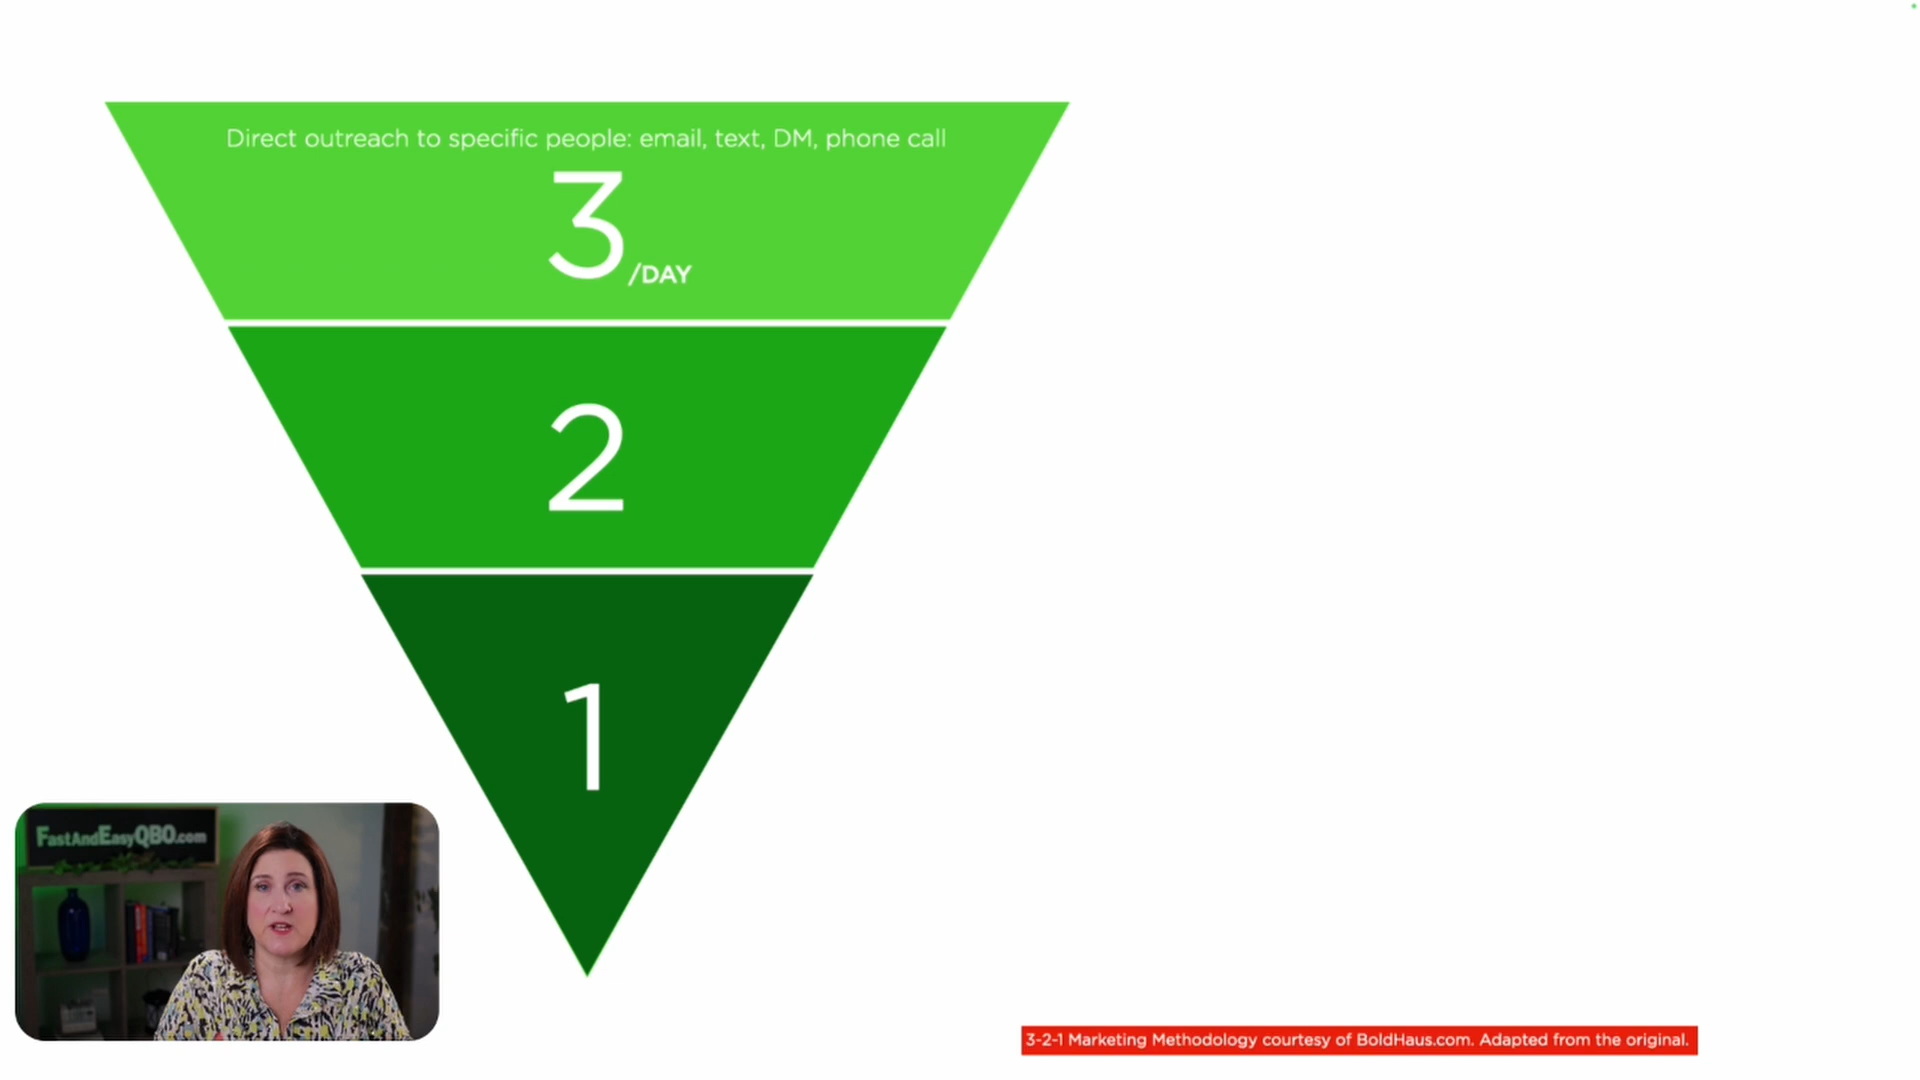 Direct outreach to specific people: email, text, DM, phone call
3/DAY
2
1
FastAndEasyQBO.com
3-2-1 Marketing Methodology courtesy of BoldHaus.com. Adapted from the original.